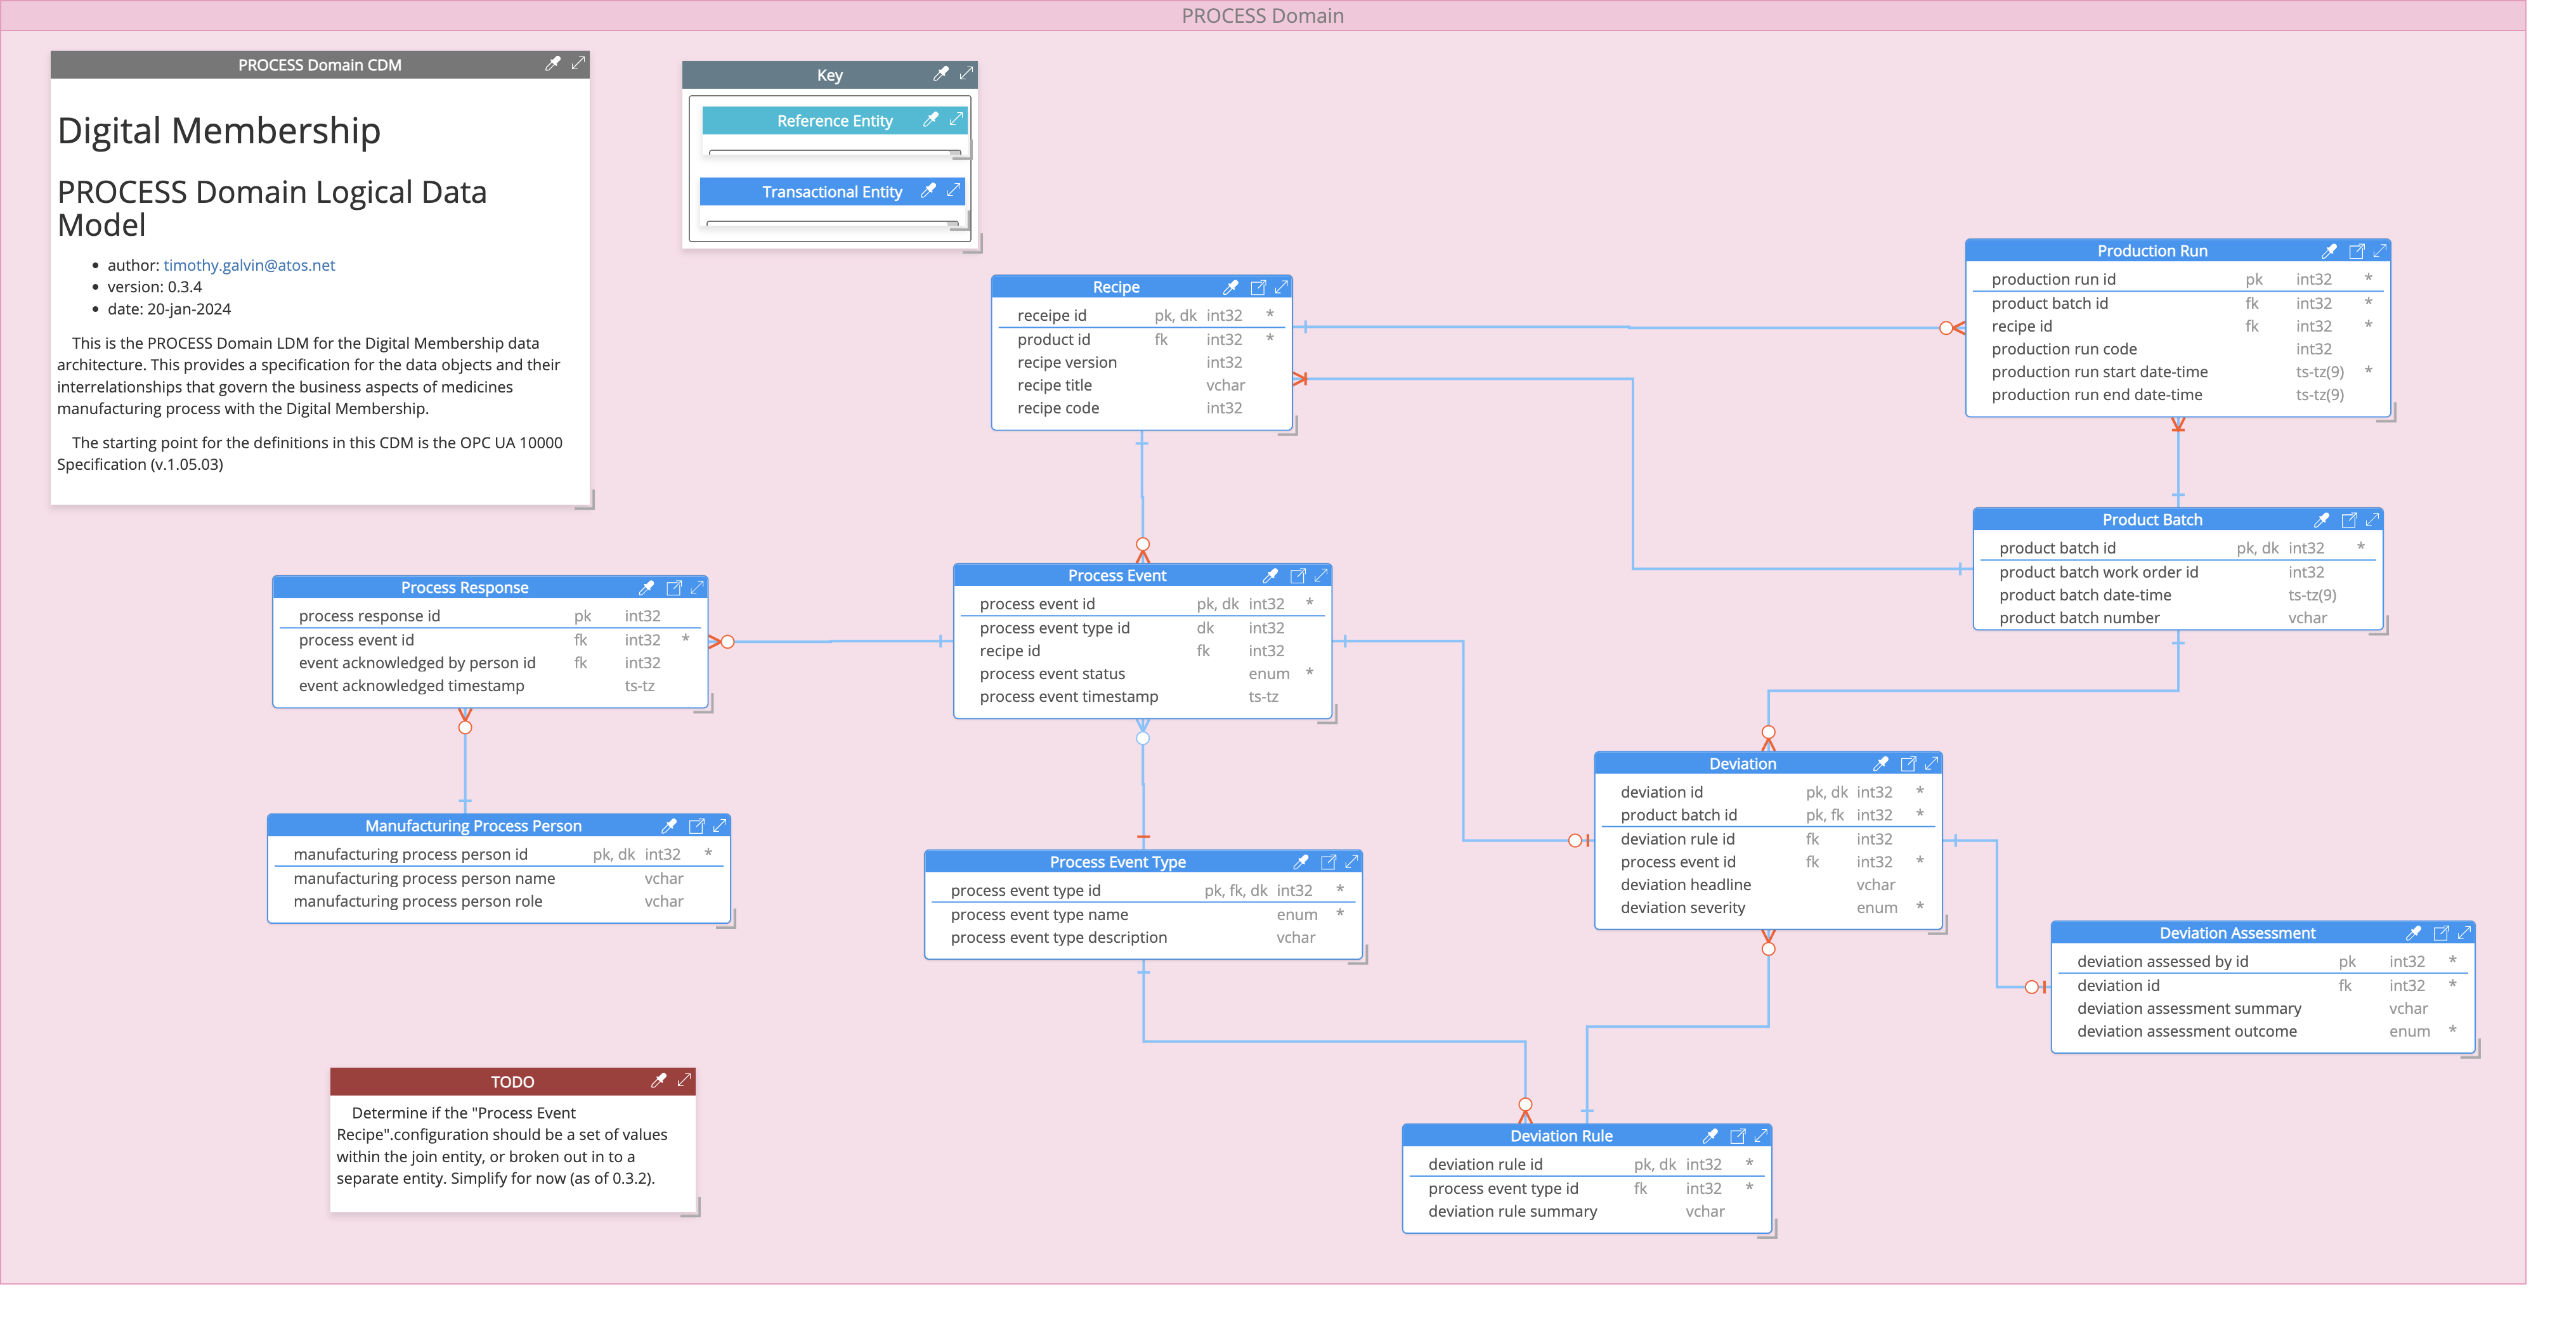 PROCESS Domain
PROCESS Domain CDM
Digital Membership
PROCESS Domain Logical Data
Model
author: timothy.galvin@atos.net
version: 0.3.4
date: 20-jan-2024
This is the PROCESS Domain LDM for the Digital Membership data
architecture. This provides a specification for the data objects and their
interrelationships that govern the business aspects of medicines
manufacturing process with the Digital Membership.
The starting point for the definitions in this CDM is the OPC UA 10000
Specification (v.1.05.03)
Key
Reference Entity
Transactional Entity
Recipe
receipe id pk, dk int32 *
product id fk int32 *
recipe version int32
recipe title vchar
recipe code int32
Production Run
production run id pk int32 *
product batch id fk int32 *
recipe id fk int32 *
production run code int32
production run start date-time ts-tz(9) *
production run end date-time ts-tz(9)
Product Batch
product batch id pk, dk int32 *
product batch work order id int32
product batch date-time ts-tz(9)
product batch number vchar
Process Response
process response id pk int32
process event id fk int32 *
event acknowledged by person id fk int32
event acknowledged timestamp ts-tz
Process Event
process event id pk, dk int32 *
process event type id dk int32
recipe id fk int32
process event status enum *
process event timestamp ts-tz
Manufacturing Process Person
manufacturing process person id pk, dk int32 *
manufacturing process person name vchar
manufacturing process person role vchar
Process Event Type
process event type id pk, fk, dk int32 *
process event type name enum *
process event type description vchar
Deviation
deviation id pk, dk int32 *
product batch id pk, fk int32 *
deviation rule id fk int32
process event id fk int32 *
deviation headline vchar
deviation severity enum *
Deviation Assessment
deviation assessed by id pk int32 *
deviation id fk int32 *
deviation assessment summary vchar
deviation assessment outcome enum *
TODO
Determine if the "Process Event
Recipe".configuration should be a set of values
within the join entity, or broken out in to a
separate entity. Simplify for now (as of 0.3.2).
Deviation Rule
deviation rule id pk, dk int32 *
process event type id fk int32 *
deviation rule summary vchar